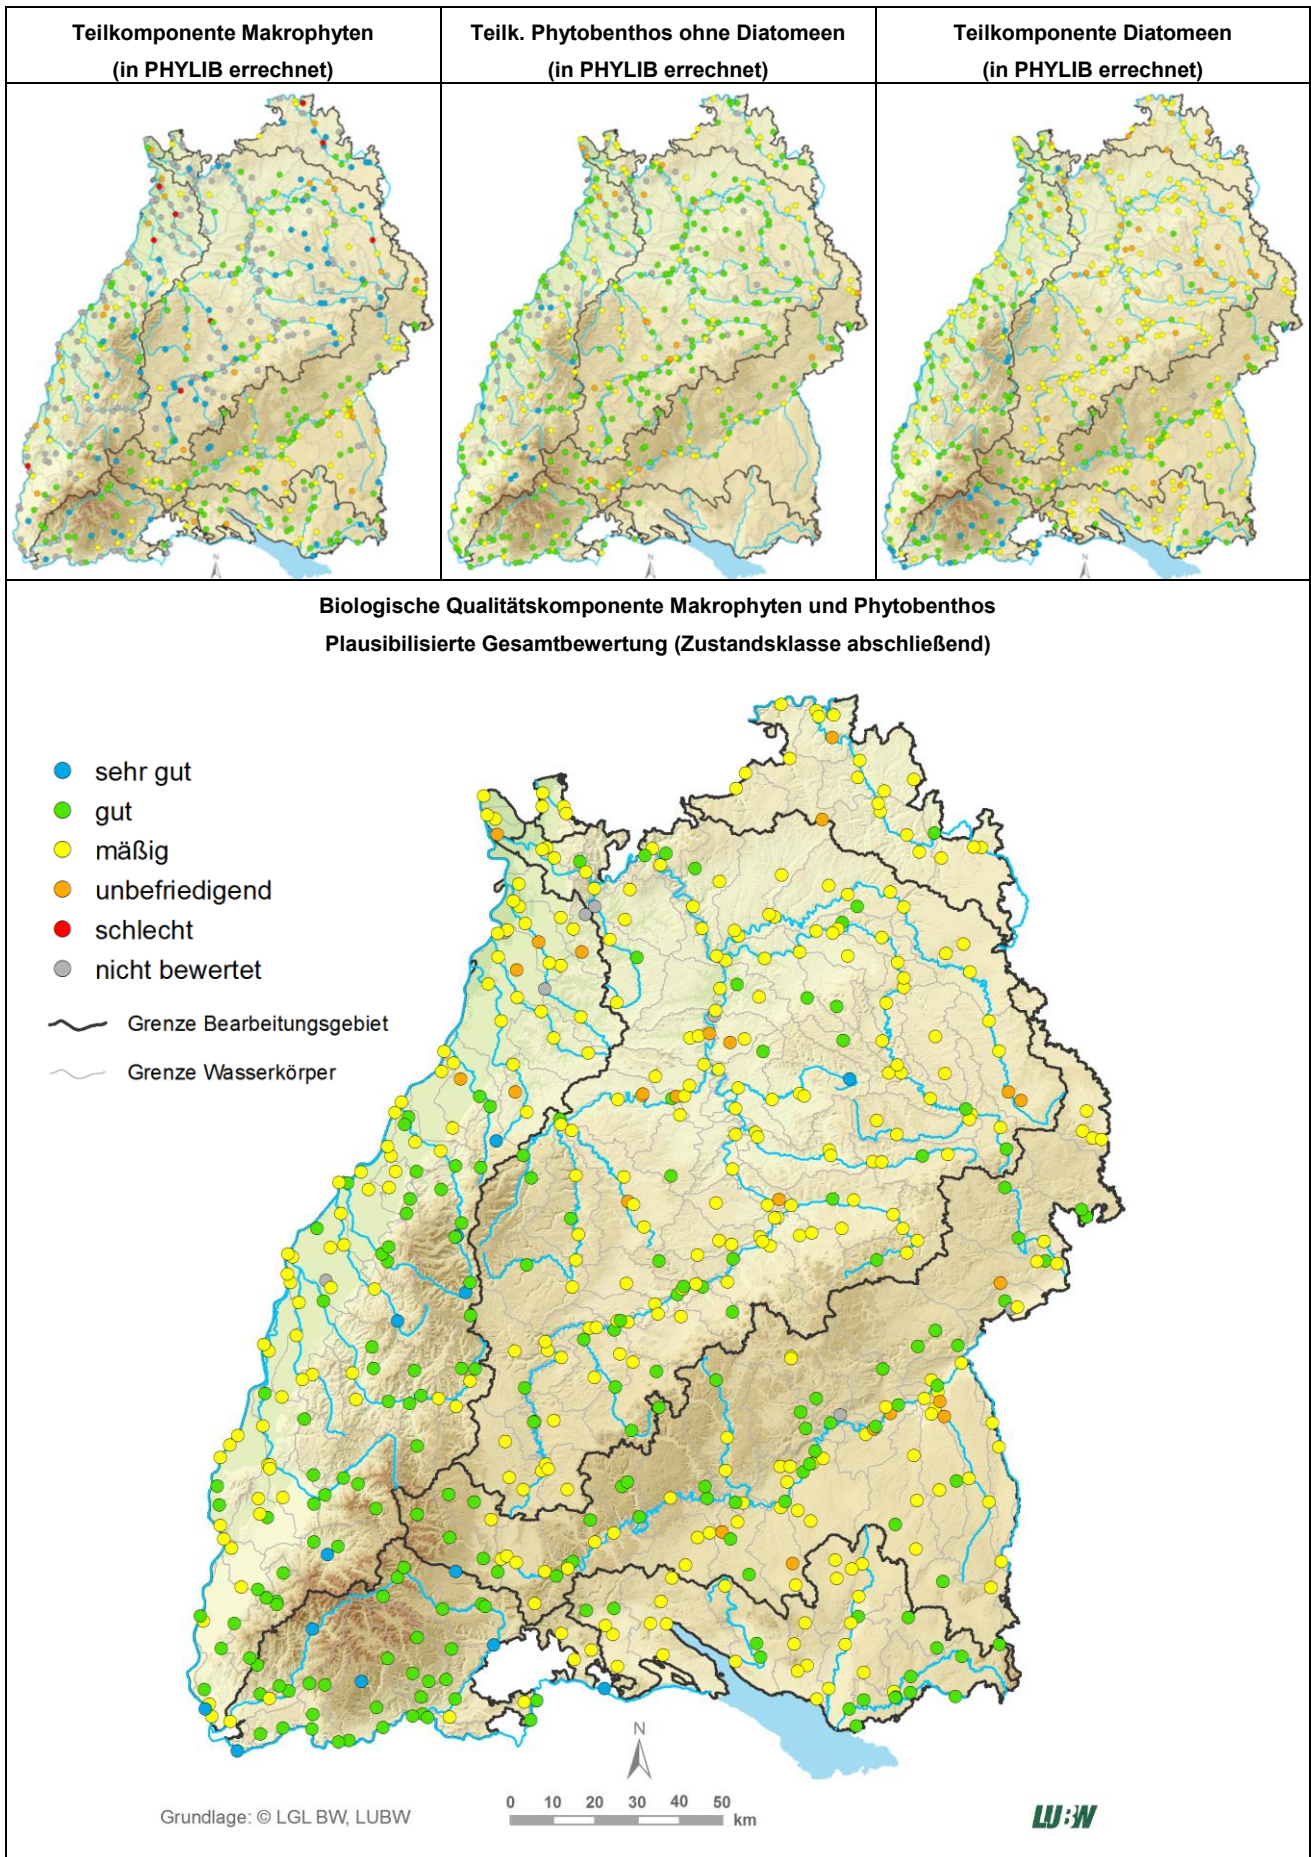 Teilkomponente Makrophyten
(in PHYLIB errechnet)
Teilk. Phytobenthos ohne Diatomeen
(in PHYLIB errechnet)
Teilkomponente Diatomeen
(in PHYLIB errechnet)
N
N
N
Biologische Qualitätskomponente Makrophyten und Phytobenthos
Plausibilisierte Gesamtbewertung (Zustandsklasse abschließend)
sehr gut
gut
mäßig
unbefriedigend
schlecht
nicht bewertet
Grenze Bearbeitungsgebiet
Grenze Wasserkörper
N
0 10 20 30 40 50
km
Grundlage: © LGL BW, LUBW
LUBW